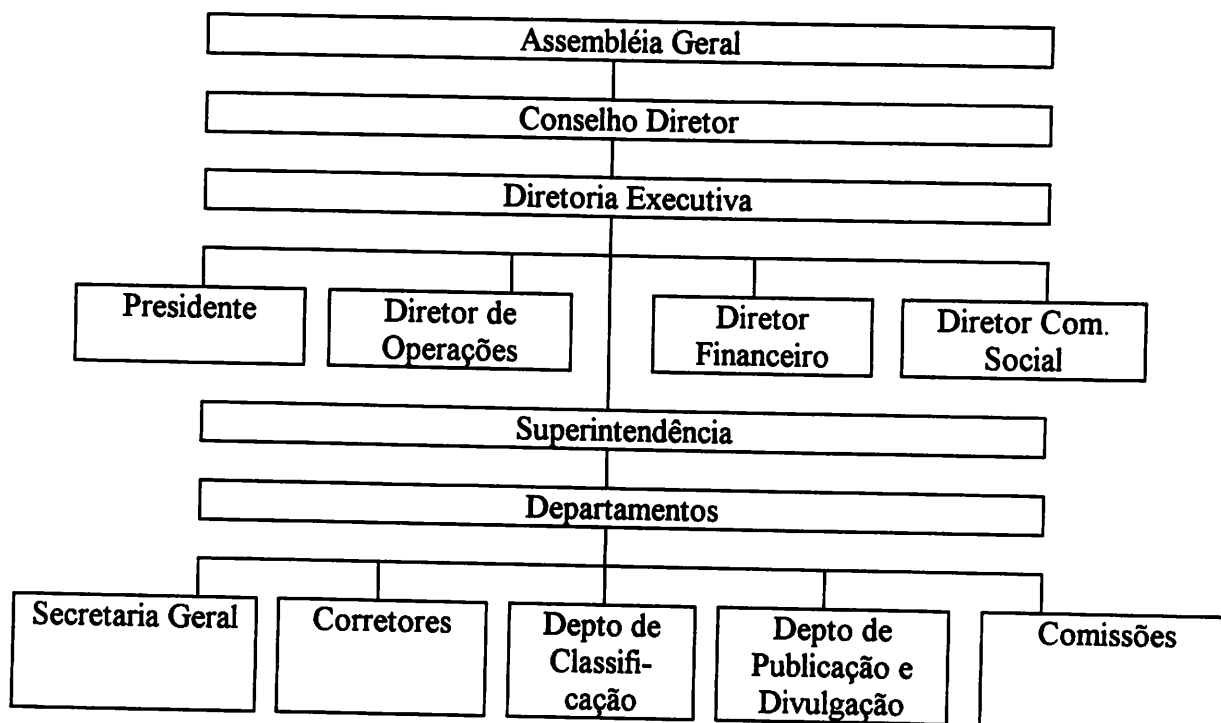 Assembléia Geral
Conselho Diretor
Diretoria Executiva
Presidente
Diretor de
Operações
Diretor
Financeiro
Diretor Com.
Social
Superintendência
Departamentos
Secretaria Geral
Corretores
Depto de
Classifi-
cação
Depto de
Publicação e
Divulgação
Comissões